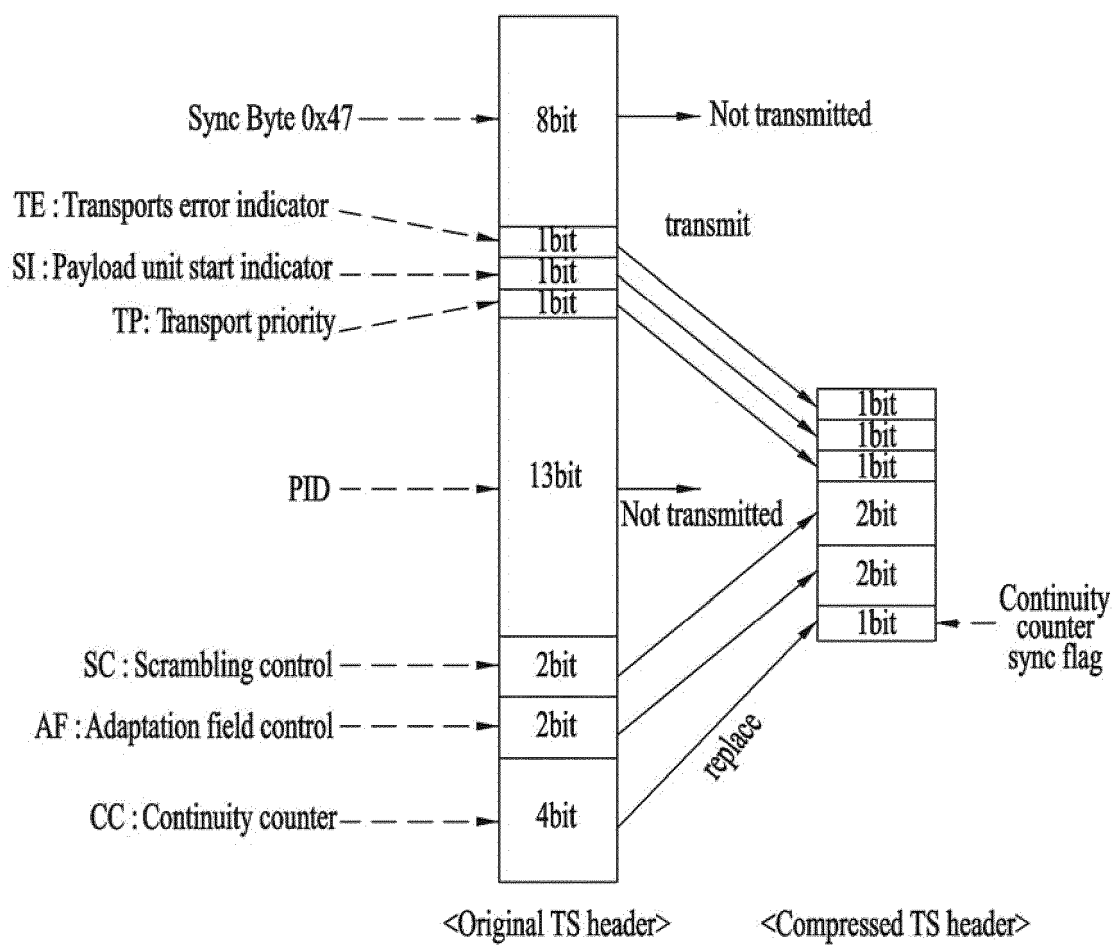 Sync Byte 0x47
8bit
Not transmitted
TE : Transports error indicator
1bit
transmit
SI : Payload unit start indicator
1bit
TP: Transport priority
1bit
1bit
1bit
1bit
PID
13bit
Not transmitted
2bit
2bit
1bit
Continuity
counter
sync flag
SC : Scrambling control
2bit
AF : Adaptation field control
2bit
replace
CC : Continuity counter
4bit
<Original TS header>
<Compressed TS header>